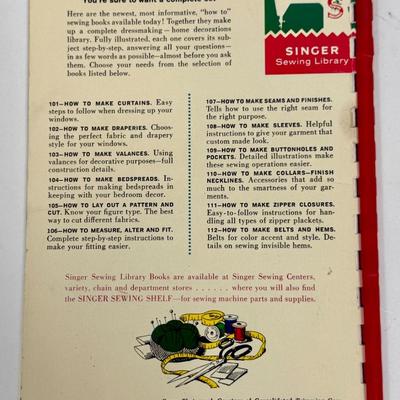 You're sure to want a complete set
Here are the newest, most informative, "how to"
sewing books available today! Together they make
up a complete dressmaking — home decorations
library. Fully illustrated, each one covers its sub-
ject step-by-step, answering all your questions—
in as few words as possible—almost before you ask
them. Choose your needs from the selection of
books listed below.
SINGER
Sewing Library
101—HOW TO MAKE CURTAINS. Easy
steps to follow when dressing up your
windows.
102—HOW TO MAKE DRAPERIES. Choos-
ing the perfect fabric and drapery
style for your windows.
103—HOW TO MAKE VALANCES. Using
valances for decorative purposes—full
construction details.
104—HOW TO MAKE BEDSPREADS. In-
structions for making bedspreads in
keeping with your bedroom decor.
105—HOW TO LAY OUT A PATTERN AND
CUT. Know your figure type. The best
way to cut different fabrics.
106—HOW TO MEASURE, ALTER AND FIT.
Complete step-by-step instructions to
make your fitting easier.
107—HOW TO MAKE SEAMS AND FINISHES.
Tells how to use the right seam for the
right purpose.
108—HOW TO MAKE SLEEVES. Helpful
instructions to give your garment that
custom made look.
109—HOW TO MAKE BUTTONHOLES AND
POCKETS. Detailed illustrations make
these sewing operations easier.
110—HOW TO MAKE COLLARS—FINISH
NECKLINES. Accessories that add so
much to the smartness of your gar-
ments.
111—HOW TO MAKE ZIPPER CLOSURES.
Easy-to-follow instructions for hand-
ling all types of zipper plackets.
112—HOW TO MAKE BELTS AND HEMS.
Belts for color accent and style. De-
tails on sewing invisible hems.
Singer Sewing Library Books are available at Singer Sewing Centers,
variety, chain and department stores . . . . . . where you will also find
the SINGER SEWING SHELF—for sewing machine parts and supplies.
Courtesy of Consolidated Trimming Corp.